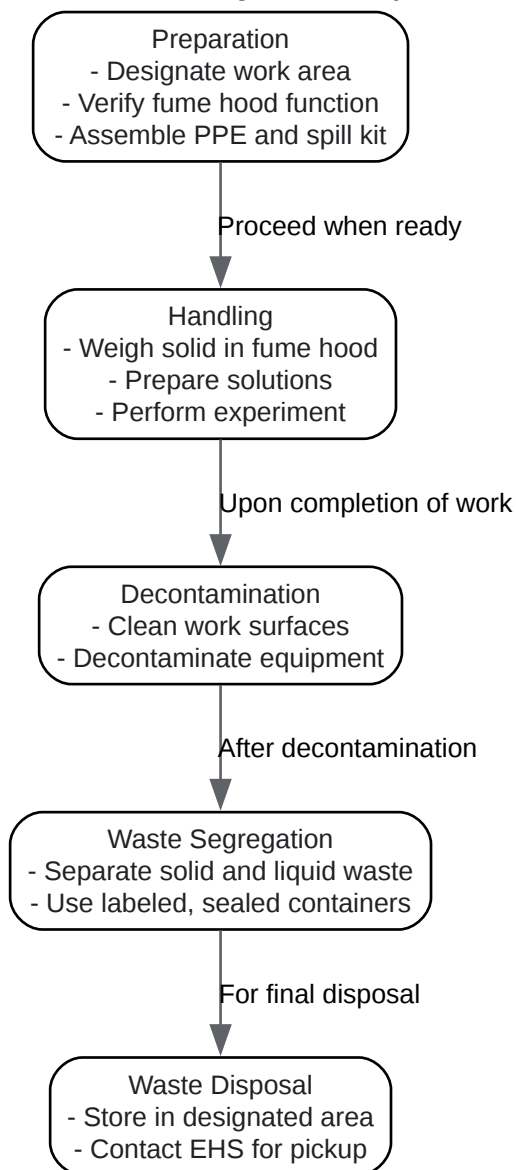 Preparation
- Designate work area
- Verify fume hood function
- Assemble PPE and spill kit
Proceed when ready
Handling
- Weigh solid in fume hood
- Prepare solutions
- Perform experiment
Upon completion of work
Decontamination
- Clean work surfaces
- Decontaminate equipment
After decontamination
Waste Segregation
- Separate solid and liquid waste
- Use labeled, sealed containers
For final disposal
Waste Disposal
- Store in designated area
- Contact EHS for pickup